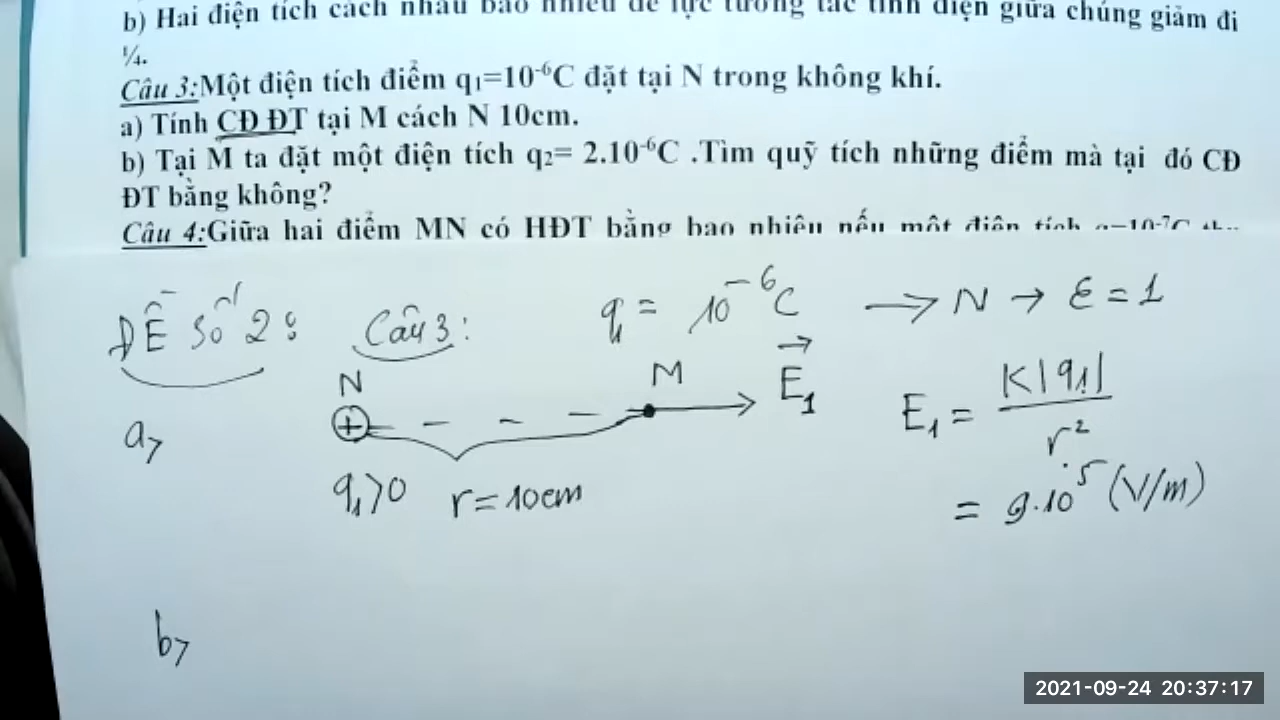 b) Hai điện tích cách nhau bao nhiêu để lực tương tác tĩnh điện giữa chúng giảm đi
¼.
Câu 3:Một điện tích điểm q₁=10⁻⁶C đặt tại N trong không khí.
a) Tính CĐ ĐT tại M cách N 10cm.
b) Tại M ta đặt một điện tích q₂= 2.10⁻⁶C .Tìm quỹ tích những điểm mà tại đó CĐ
ĐT bằng không?
Câu 4:Giữa hai điểm MN có HĐT bằng bao nhiêu nếu một điện tích q=10⁻⁷C
ĐỀ Số 2: Câu 3: q₁ = 10⁻⁶C → N → ε = 1
a, N M E⃗₁ E₁ = K|q₁| / r²
q₁>0 r = 10cm = 9.10⁵ (V/m)
b,
2021-09-24 20:37:17